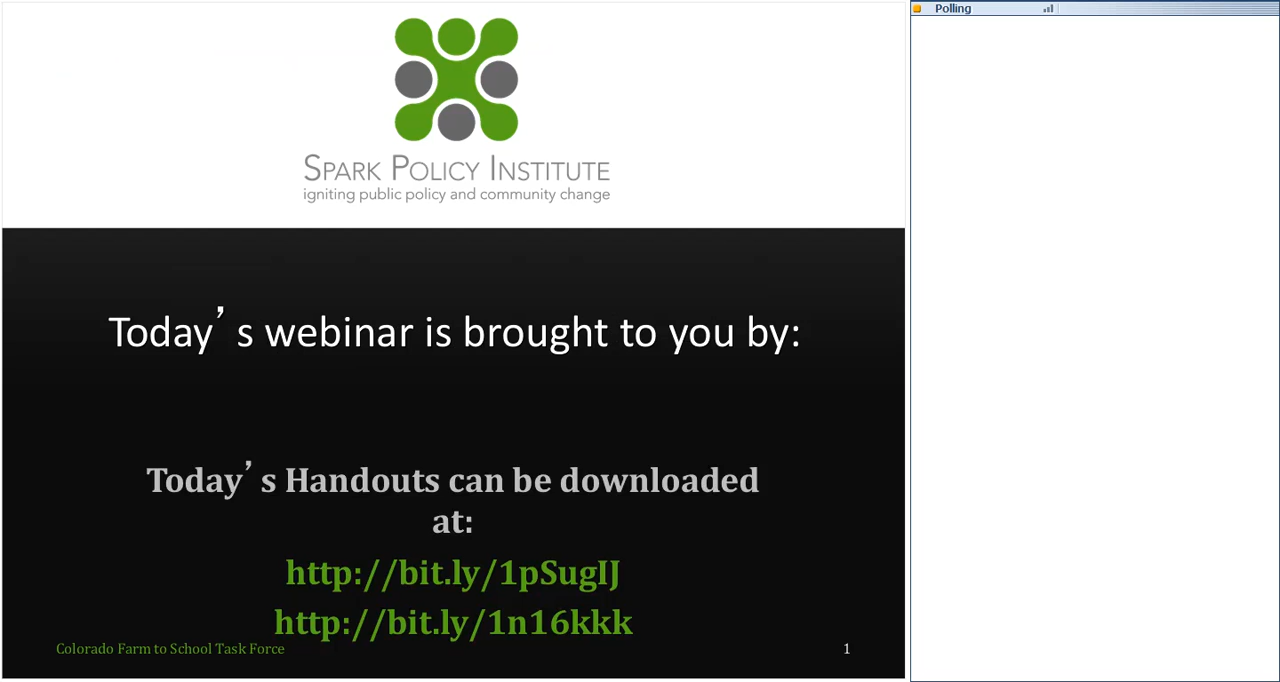 SPARK POLICY INSTITUTE
igniting public policy and community change
Today's webinar is brought to you by:
Today's Handouts can be downloaded
at:
http://bit.ly/1pSugIJ
http://bit.ly/1n16kkk
Colorado Farm to School Task Force
1
Polling